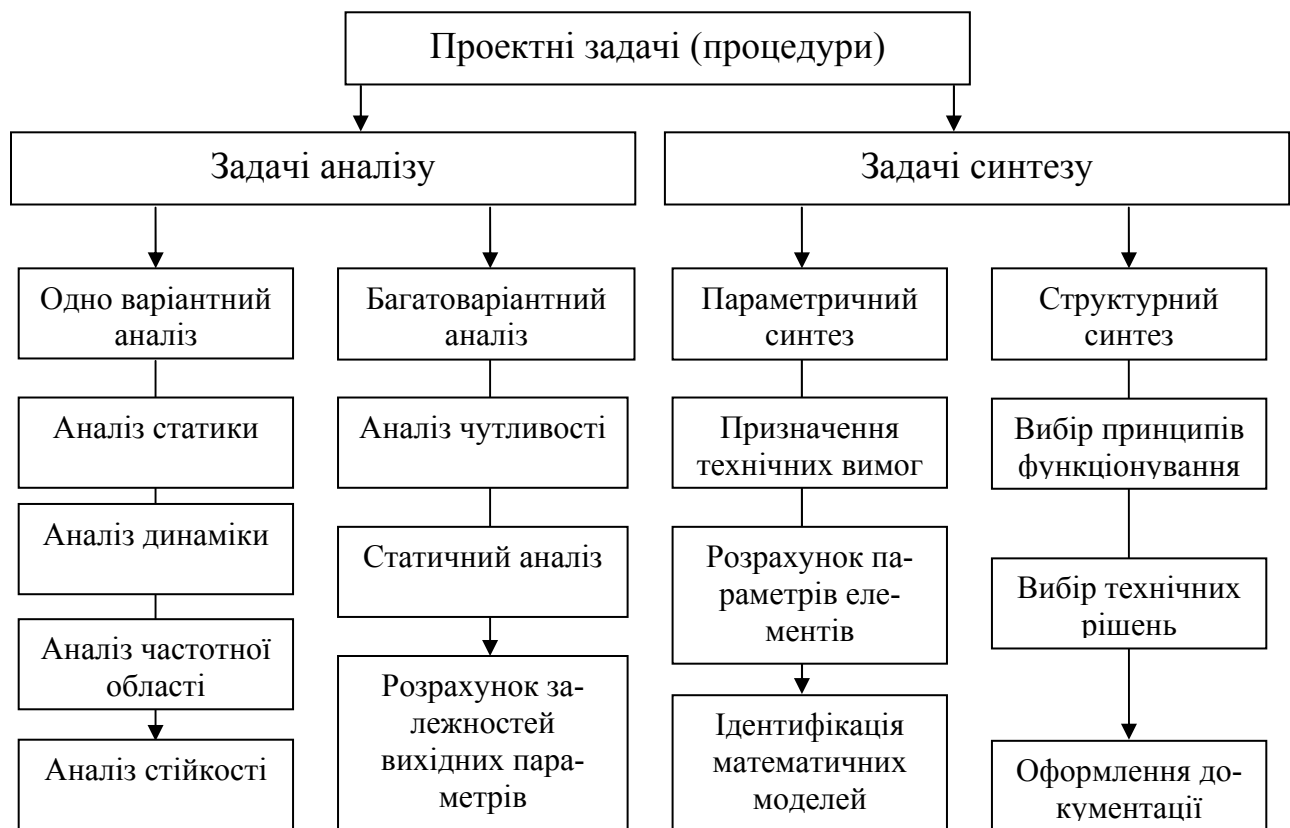 Проектні задачі (процедури)
Задачі аналізу
Задачі синтезу
Одно варіантний
аналіз
Багатоваріантний
аналіз
Параметричний
синтез
Структурний
синтез
Аналіз статики
Аналіз чутливості
Призначення
технічних вимог
Вибір принципів
функціонування
Аналіз динаміки
Статичний аналіз
Розрахунок па-
раметрів еле-
ментів
Вибір технічних
рішень
Аналіз частотної
області
Розрахунок за-
лежностей
вихідних пара-
метрів
Ідентифікація
математичних
моделей
Аналіз стійкості
Оформлення до-
кументації